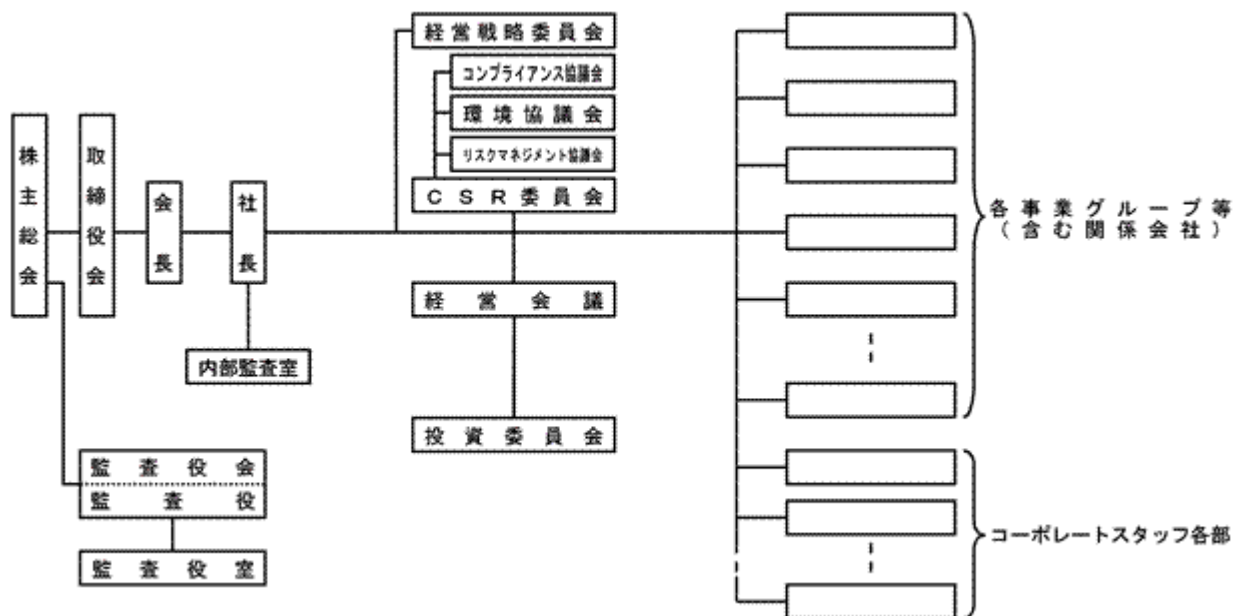 株主総会
取締役会
会長
社長
内部監査室
監査役会
監査役
監査役室
経営戦略委員会
コンプライアンス協議会
環境協議会
リスクマネジメント協議会
CSR委員会
経営会議
投資委員会
各事業グループ等
(含む関係会社)
コーポレートスタッフ各部